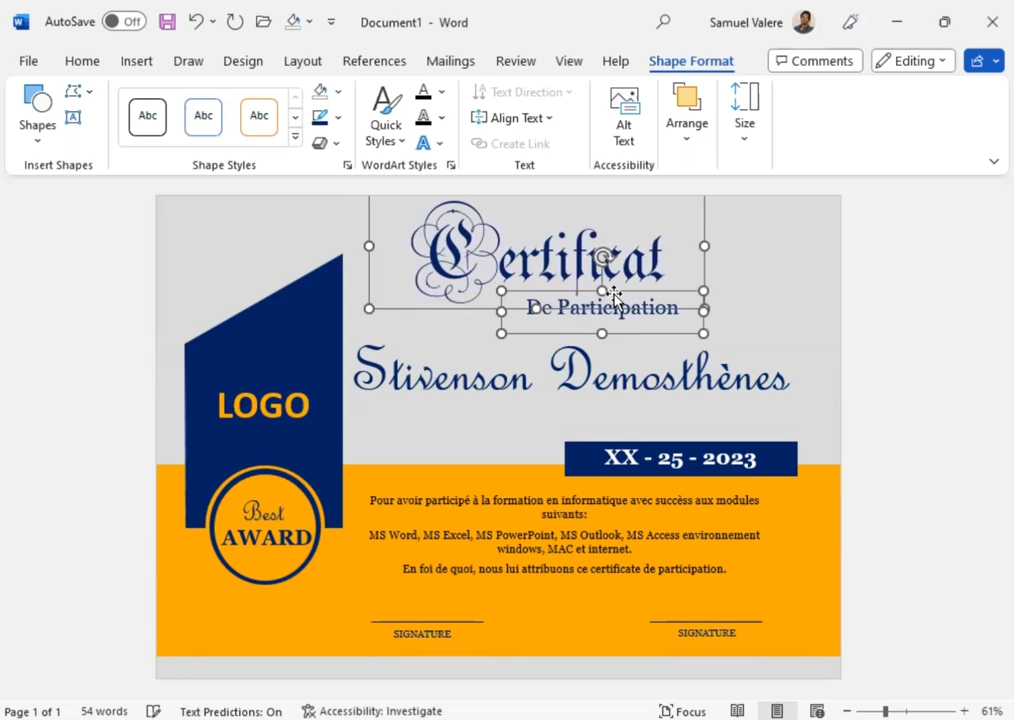 AutoSave Off Document1 - Word Samuel Valere
File Home Insert Draw Design Layout References Mailings Review View Help Shape Format Comments Editing
Shapes
Abc Abc Abc
Quick Styles
Text Direction
Align Text
Create Link
Alt Text
Arrange
Size
Insert Shapes Shape Styles WordArt Styles Text Accessibility
Certificat
De Participation
Stivenson Demosthènes
LOGO
XX - 25 - 2023
Best
AWARD
Pour avoir participé à la formation en informatique avec succèss aux modules
suivants:
MS Word, MS Excel, MS PowerPoint, MS Outlook, MS Access environnement
windows, MAC et internet.
En foi de quoi, nous lui attribuons ce certificate de participation.
SIGNATURE SIGNATURE
Page 1 of 1 54 words Text Predictions: On Accessibility: Investigate Focus 61%